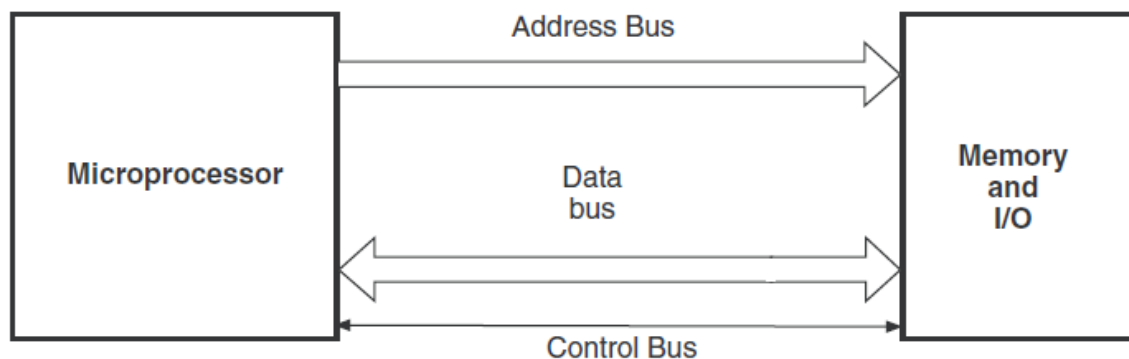 Address Bus
Microprocessor
Data
bus
Memory
and
I/O
Control Bus